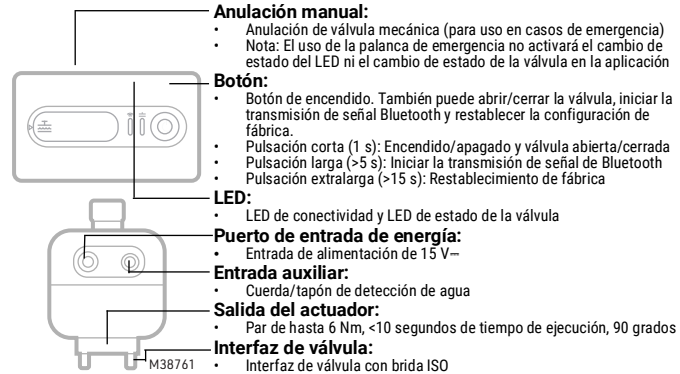 Anulación manual:
• Anulación de válvula mecánica (para uso en casos de emergencia)
• Nota: El uso de la palanca de emergencia no activará el cambio de
estado del LED ni el cambio de estado de la válvula en la aplicación
Botón:
• Botón de encendido. También puede abrir/cerrar la válvula, iniciar la
transmisión de señal Bluetooth y restablecer la configuración de
fábrica.
• Pulsación corta (1 s): Encendido/apagado y válvula abierta/cerrada
• Pulsación larga (>5 s): Iniciar la transmisión de señal de Bluetooth
• Pulsación extralarga (>15 s): Restablecimiento de fábrica
LED:
• LED de conectividad y LED de estado de la válvula
Puerto de entrada de energía:
• Entrada de alimentación de 15 V⎓
Entrada auxiliar:
• Cuerda/tapón de detección de agua
Salida del actuador:
• Par de hasta 6 Nm, <10 segundos de tiempo de ejecución, 90 grados
Interfaz de válvula:
• Interfaz de válvula con brida ISO
M38761